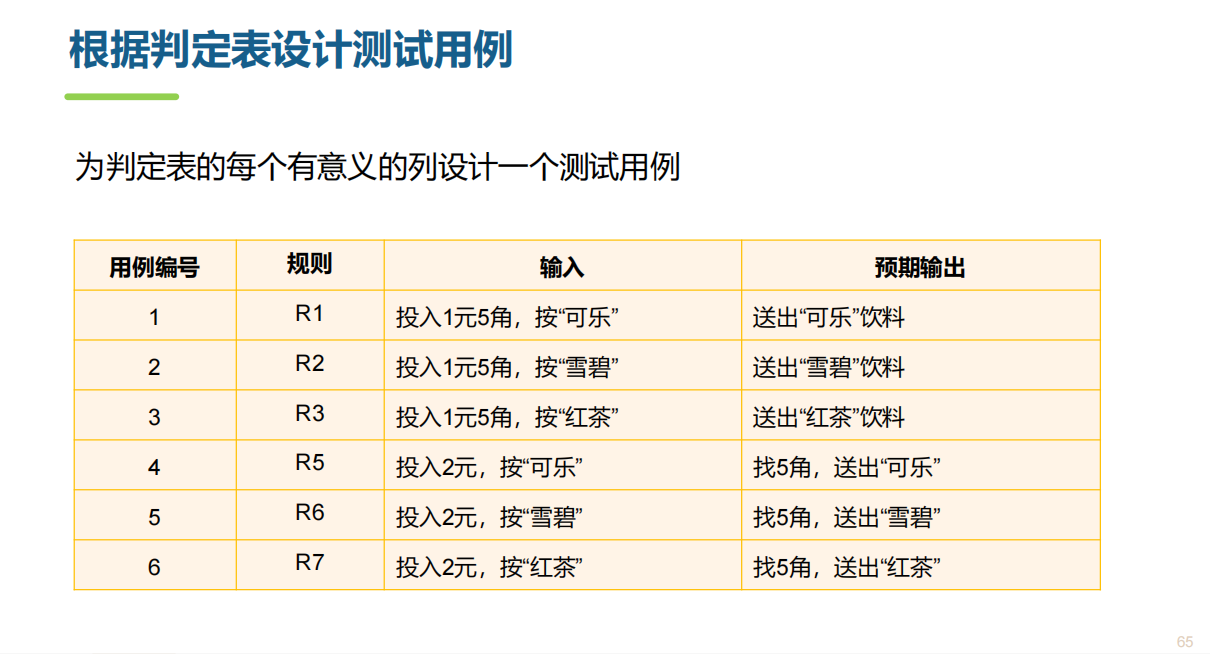 根据判定表设计测试用例
为判定表的每个有意义的列设计一个测试用例
用例编号 规则 输入 预期输出
1 R1 投入1元5角，按“可乐” 送出“可乐”饮料
2 R2 投入1元5角，按“雪碧” 送出“雪碧”饮料
3 R3 投入1元5角，按“红茶” 送出“红茶”饮料
4 R5 投入2元，按“可乐” 找5角，送出“可乐”
5 R6 投入2元，按“雪碧” 找5角，送出“雪碧”
6 R7 投入2元，按“红茶” 找5角，送出“红茶”
65